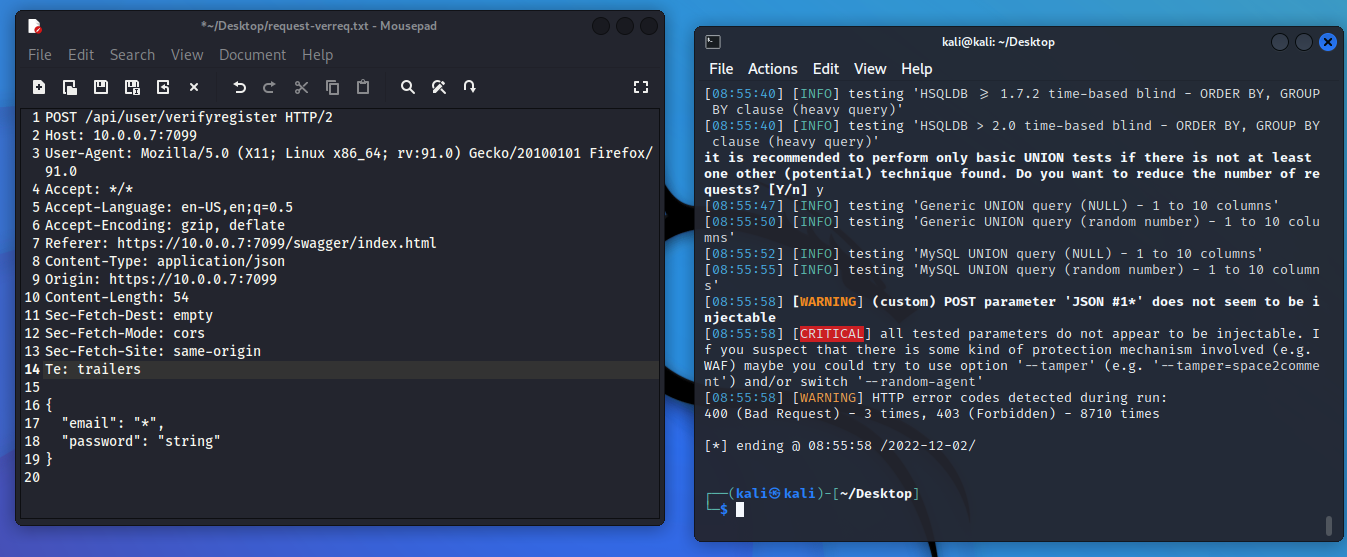 *~/Desktop/request-verreq.txt - Mousepad
File Edit Search View Document Help
1 POST /api/user/verifyregister HTTP/2
2 Host: 10.0.0.7:7099
3 User-Agent: Mozilla/5.0 (X11; Linux x86_64; rv:91.0) Gecko/20100101 Firefox/
91.0
4 Accept: */*
5 Accept-Language: en-US,en;q=0.5
6 Accept-Encoding: gzip, deflate
7 Referer: https://10.0.0.7:7099/swagger/index.html
8 Content-Type: application/json
9 Origin: https://10.0.0.7:7099
10 Content-Length: 54
11 Sec-Fetch-Dest: empty
12 Sec-Fetch-Mode: cors
13 Sec-Fetch-Site: same-origin
14 Te: trailers
15
16 {
17   "email": "*",
18   "password": "string"
19 }
20
kali@kali: ~/Desktop
File Actions Edit View Help
[08:55:40] [INFO] testing 'HSQLDB ≥ 1.7.2 time-based blind - ORDER BY, GROUP
 BY clause (heavy query)'
[08:55:40] [INFO] testing 'HSQLDB > 2.0 time-based blind - ORDER BY, GROUP BY
 clause (heavy query)'
it is recommended to perform only basic UNION tests if there is not at least
one other (potential) technique found. Do you want to reduce the number of re
quests? [Y/n] y
[08:55:47] [INFO] testing 'Generic UNION query (NULL) - 1 to 10 columns'
[08:55:50] [INFO] testing 'Generic UNION query (random number) - 1 to 10 colu
mns'
[08:55:52] [INFO] testing 'MySQL UNION query (NULL) - 1 to 10 columns'
[08:55:55] [INFO] testing 'MySQL UNION query (random number) - 1 to 10 column
s'
[08:55:58] [WARNING] (custom) POST parameter 'JSON #1*' does not seem to be i
njectable
[08:55:58] [CRITICAL] all tested parameters do not appear to be injectable. I
f you suspect that there is some kind of protection mechanism involved (e.g.
WAF) maybe you could try to use option '--tamper' (e.g. '--tamper=space2comme
nt') and/or switch '--random-agent'
[08:55:58] [WARNING] HTTP error codes detected during run:
400 (Bad Request) - 3 times, 403 (Forbidden) - 8710 times
[*] ending @ 08:55:58 /2022-12-02/
┌──(kali㉿kali)-[~/Desktop]
└─$